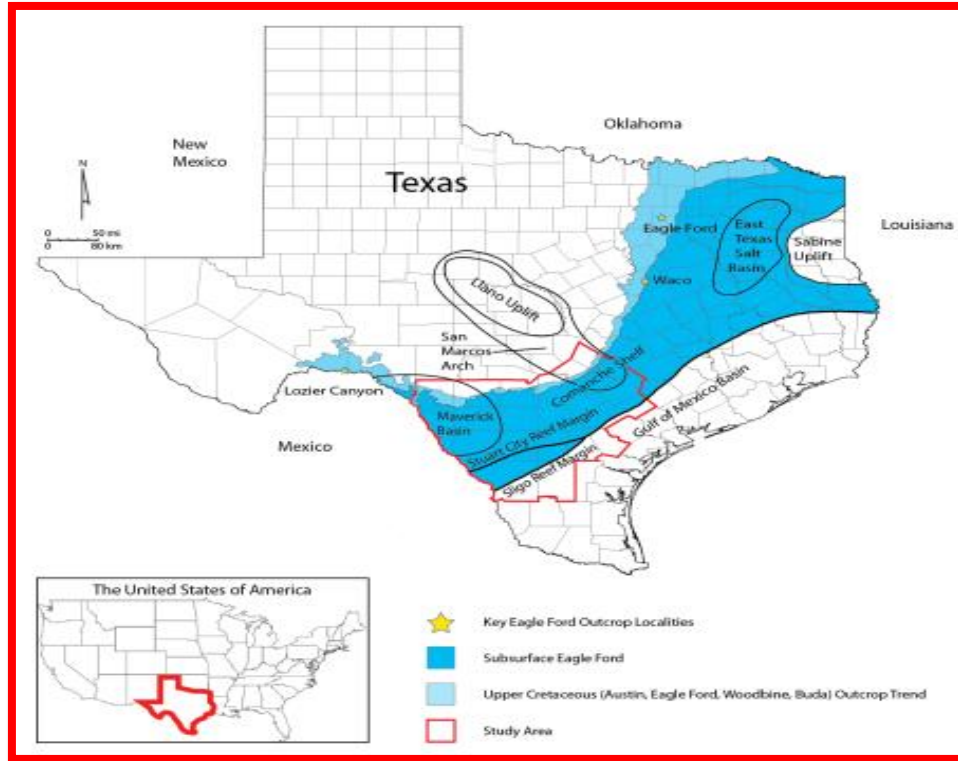 Oklahoma
New
Mexico
N
Texas
50 mi
80 km
0
0
Eagle Ford
East
Texas
Salt
Basin
Louisiana
Sabine
Uplift
Waco
Llano Uplift
San
Marcos
Arch
Comanche Shelf
Lozier Canyon
Maverick
Basin
Gulf of Mexico Basin
Stuart City Reef Margin
Mexico
Sligo Reef Margin
The United States of America
Key Eagle Ford Outcrop Localities
Subsurface Eagle Ford
Upper Cretaceous (Austin, Eagle Ford, Woodbine, Buda) Outcrop Trend
Study Area